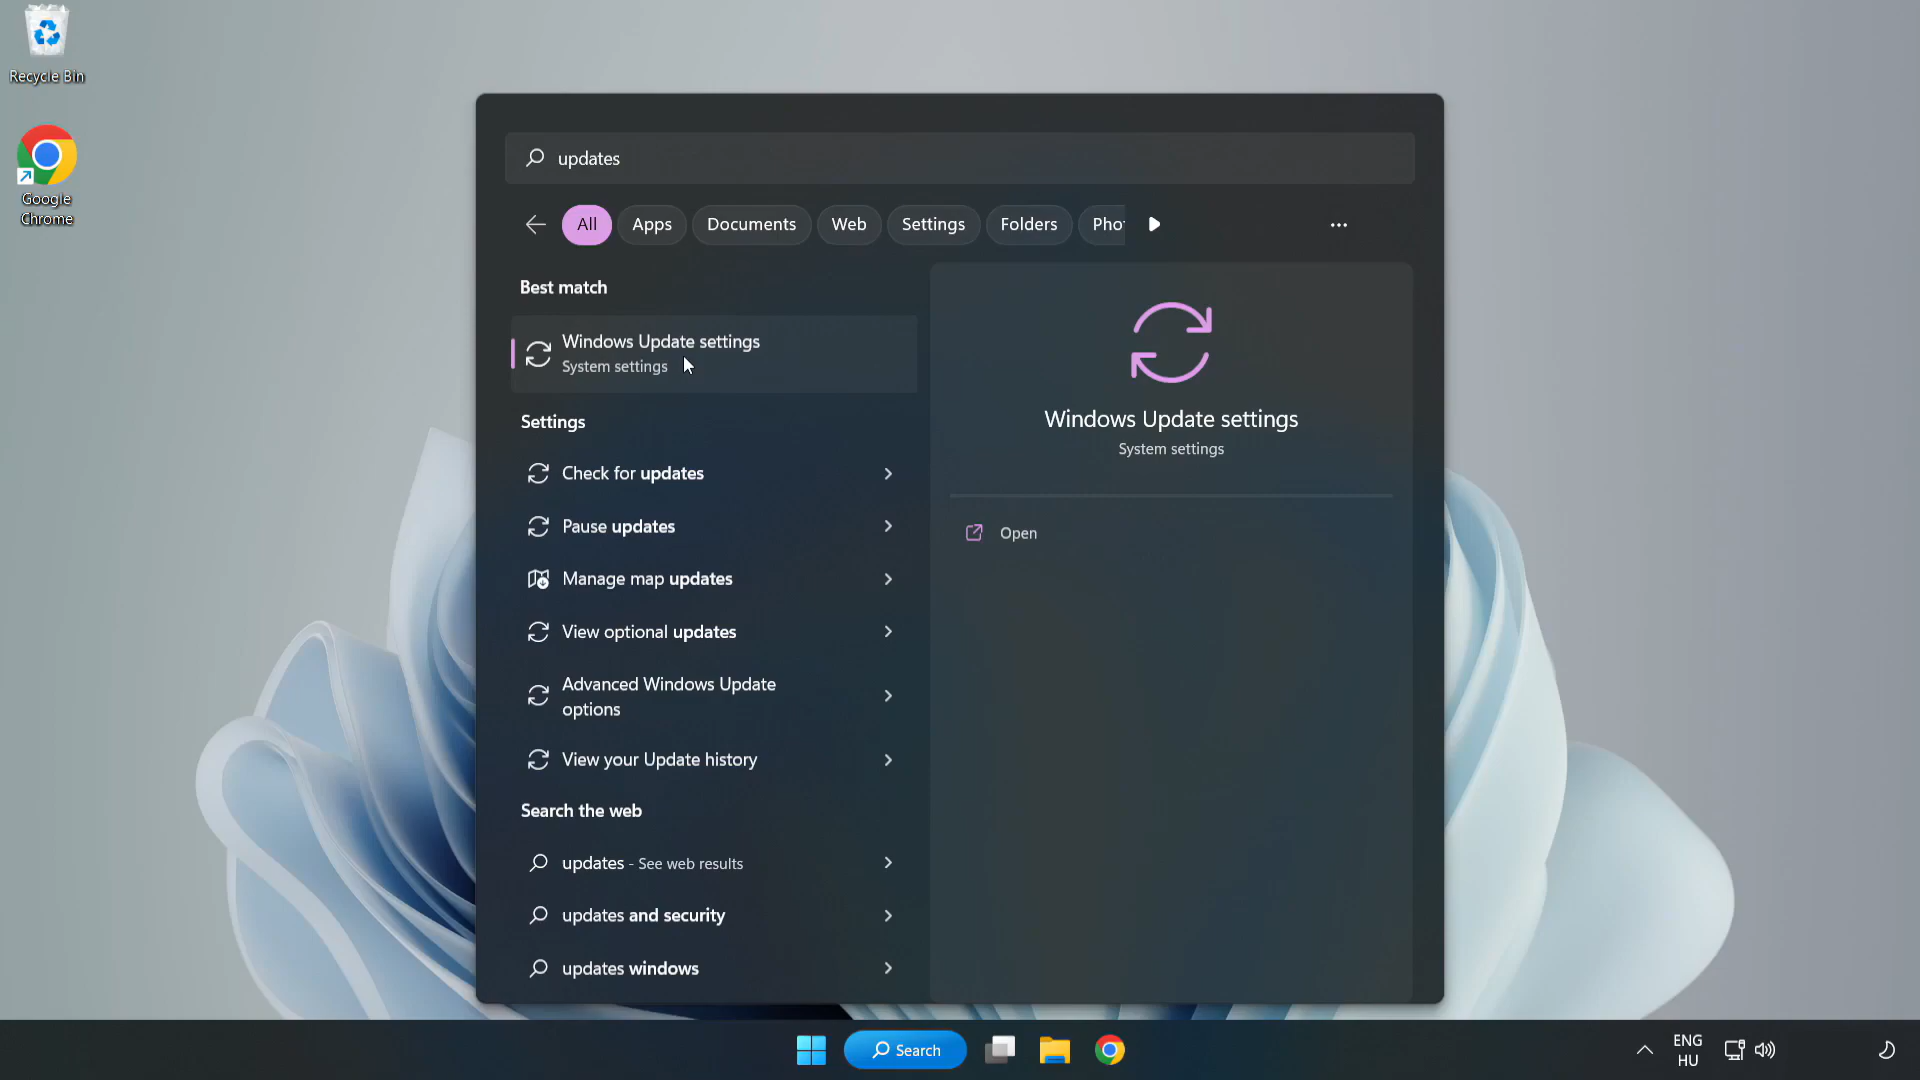 Recycle Bin
Google
Chrome
updates
All
Apps
Documents
Web
Settings
Folders
Pho
Best match
Windows Update settings
System settings
Settings
Check for updates
Pause updates
Manage map updates
View optional updates
Advanced Windows Update
options
View your Update history
Search the web
updates - See web results
updates and security
updates windows
Windows Update settings
System settings
Open
Search
ENG
HU